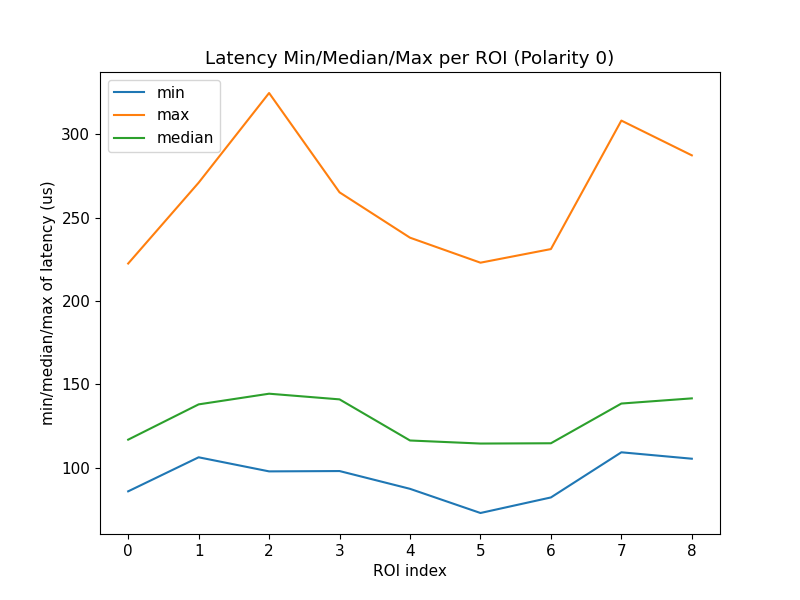 Latency Min/Median/Max per ROI (Polarity 0)
min
max
median
300
250
200
150
100
min/median/max of latency (us)
0 1 2 3 4 5 6 7 8
ROI index